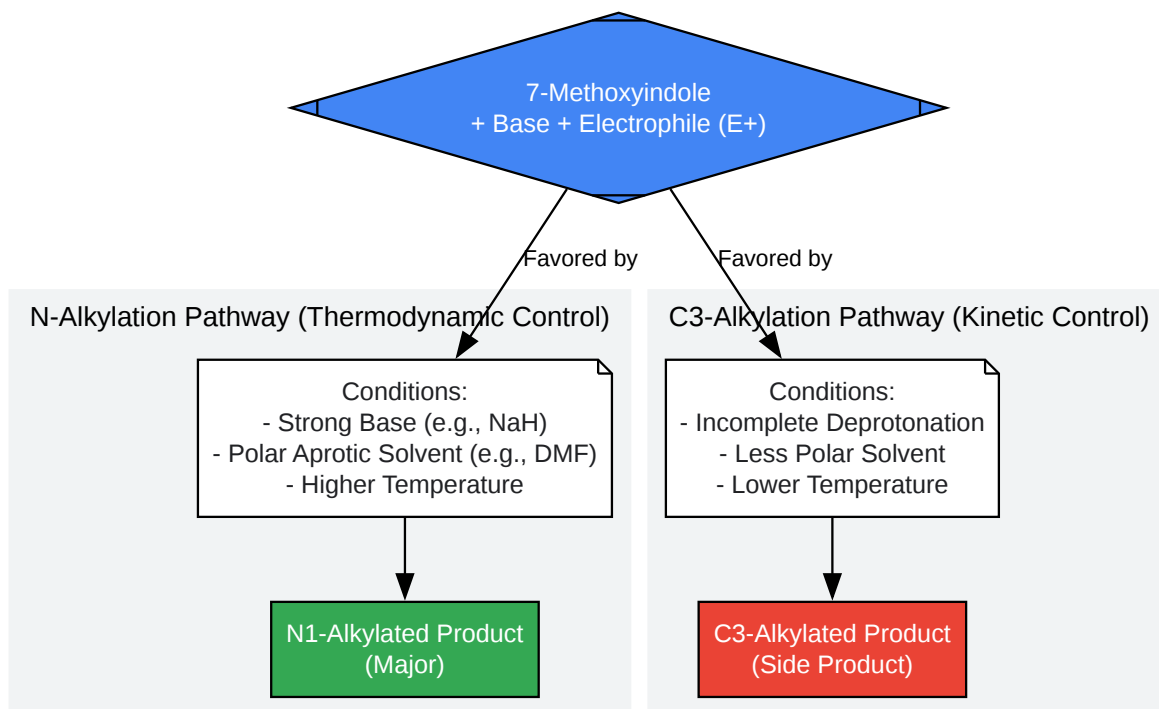 7-Methoxyindole
+ Base + Electrophile (E+)
Favored by
Favored by
N-Alkylation Pathway (Thermodynamic Control)
Conditions:
- Strong Base (e.g., NaH)
- Polar Aprotic Solvent (e.g., DMF)
- Higher Temperature
N1-Alkylated Product
(Major)
C3-Alkylation Pathway (Kinetic Control)
Conditions:
- Incomplete Deprotonation
- Less Polar Solvent
- Lower Temperature
C3-Alkylated Product
(Side Product)